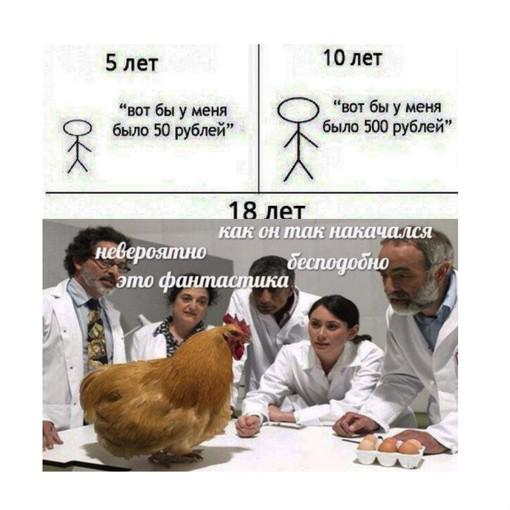 5 лет
10 лет
“вот бы у меня
было 50 рублей”
“вот бы у меня
было 500 рублей”
18 лет
как он так накачался
невероятно
бесподобно
это фантастика